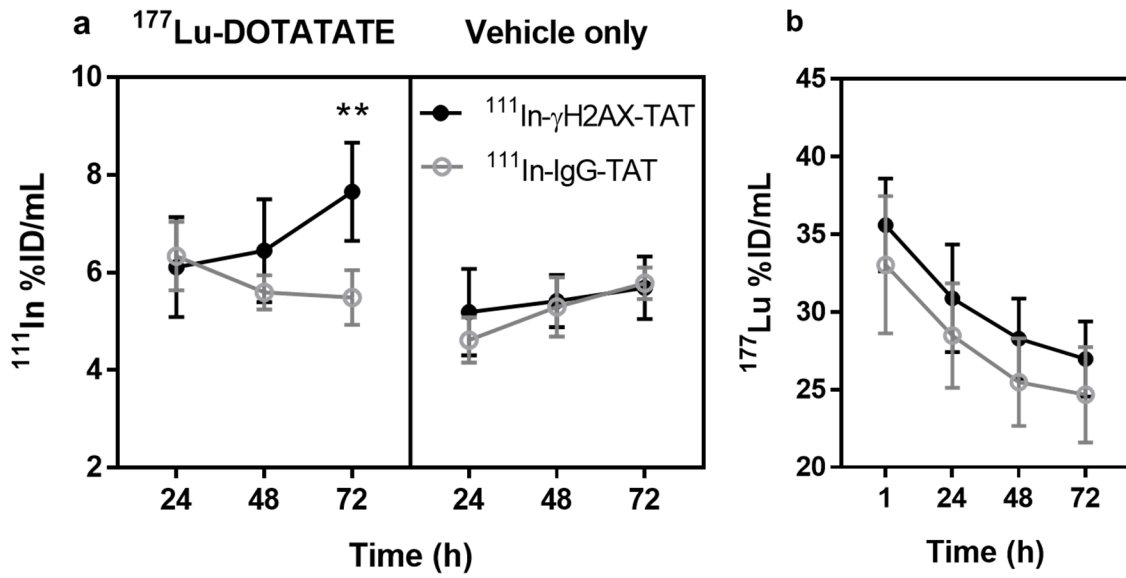 a ¹⁷⁷Lu-DOTATATE Vehicle only b
10
8
6
4
2
¹¹¹In %ID/mL
**
¹¹¹In-γH2AX-TAT
¹¹¹In-IgG-TAT
24 48 72 24 48 72
Time (h)
45
40
35
30
25
20
¹⁷⁷Lu %ID/mL
1 24 48 72
Time (h)